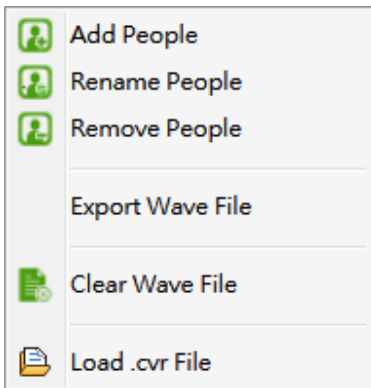 Add People
Rename People
Remove People
Export Wave File
Clear Wave File
Load .cvr File